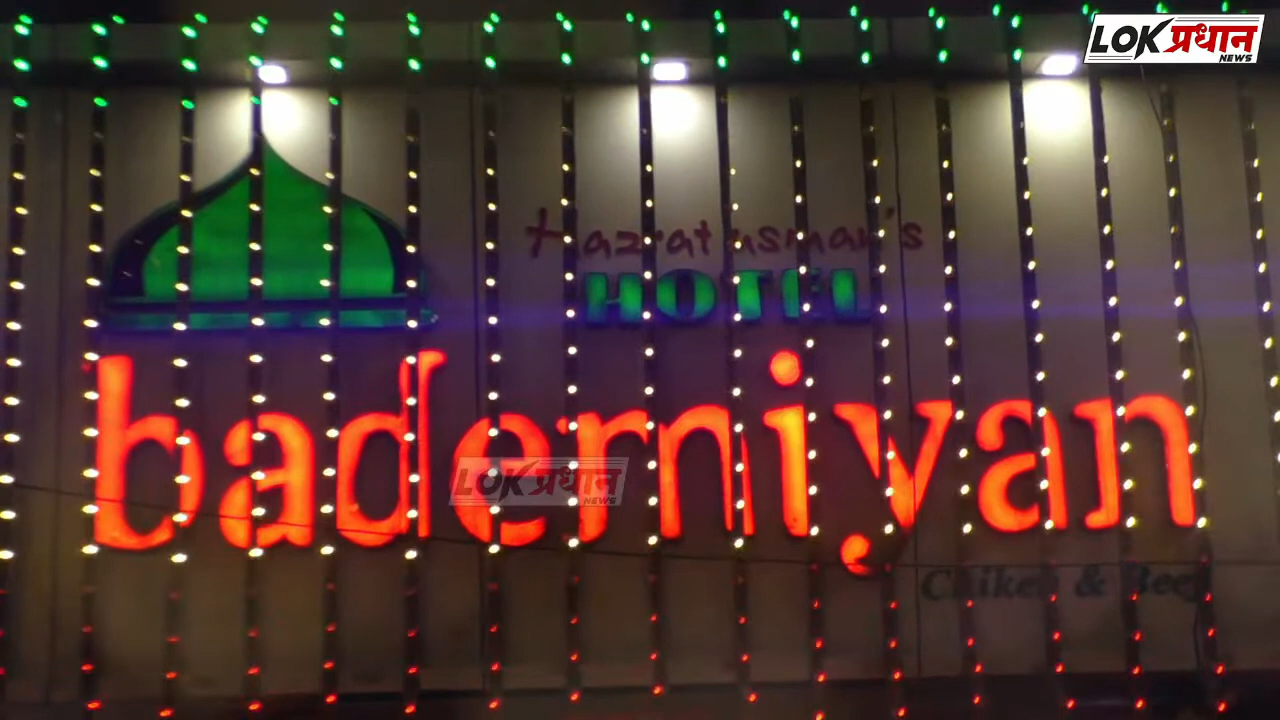 LOK प्रधान
NEWS
Hazrat usman's
HOTEL
baderniyan
LOK प्रधान
NEWS
Chiken & Beef